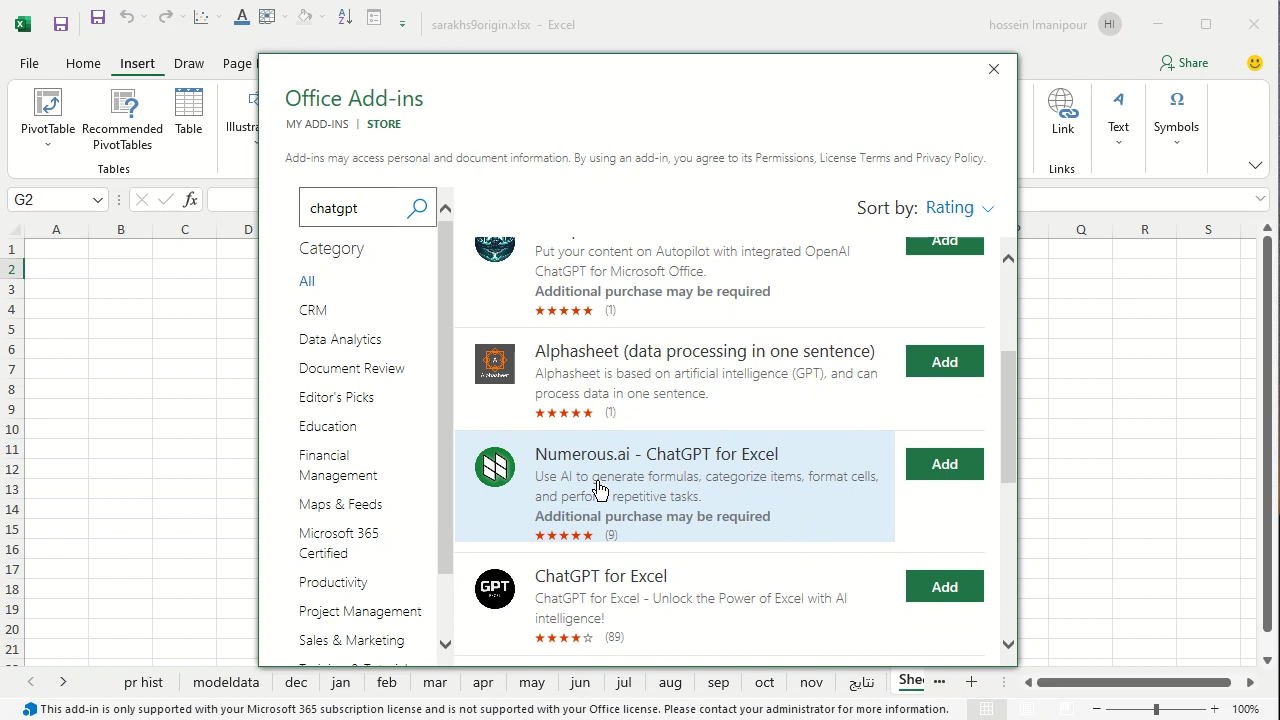 sarakhs9origin.xlsx - Excel
hossein Imanipour HI
File Home Insert Draw Page
Share
PivotTable Recommended PivotTables Table
Tables
Illustra
Link
Links
Text
Symbols
G2
fx
Office Add-ins
MY ADD-INS | STORE
Add-ins may access personal and document information. By using an add-in, you agree to its Permissions, License Terms and Privacy Policy.
chatgpt
Sort by: Rating
Category
All
CRM
Data Analytics
Document Review
Editor's Picks
Education
Financial
Management
Maps & Feeds
Microsoft 365
Certified
Productivity
Project Management
Sales & Marketing
Put your content on Autopilot with integrated OpenAI
ChatGPT for Microsoft Office.
Additional purchase may be required
(1)
Add
Alphasheet (data processing in one sentence)
Alphasheet is based on artificial intelligence (GPT), and can
process data in one sentence.
(1)
Add
Numerous.ai - ChatGPT for Excel
Use AI to generate formulas, categorize items, format cells,
and perform repetitive tasks.
Additional purchase may be required
(9)
Add
GPT
ChatGPT for Excel
ChatGPT for Excel - Unlock the Power of Excel with AI
intelligence!
(89)
Add
A B C D Q R S
1
2
3
4
5
6
7
8
9
10
11
12
13
14
15
16
17
18
19
20
21
pr hist modeldata dec jan feb mar apr may jun jul aug sep oct nov نتایج Shee
This add-in is only supported with your Microsoft 365 subscription license and is not supported with your Office license. Please contact your administrator for more information.
100%